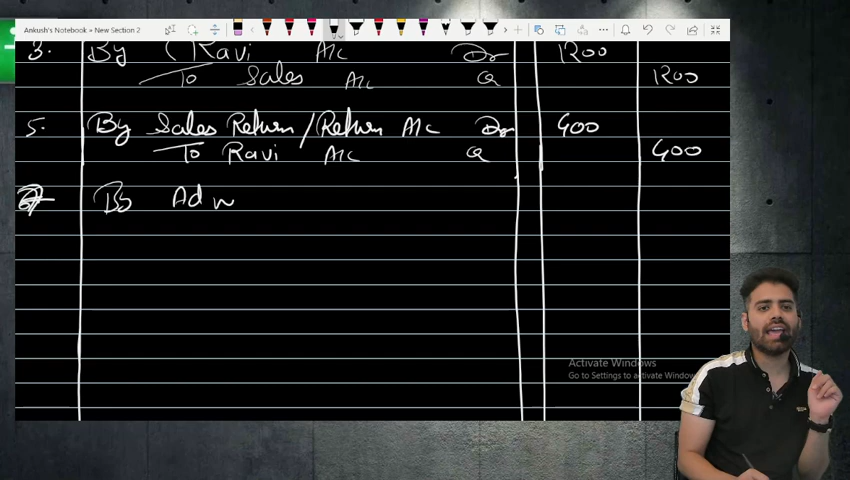 Ankush's Notebook » New Section 2
3. By Ravi A/c Dr 1200
To Sales A/c Cr 1200
5. By Sales Return/Return A/c Dr 400
To Ravi A/c Cr 400
By Adv
Activate Windows
Go to Settings to activate Windows